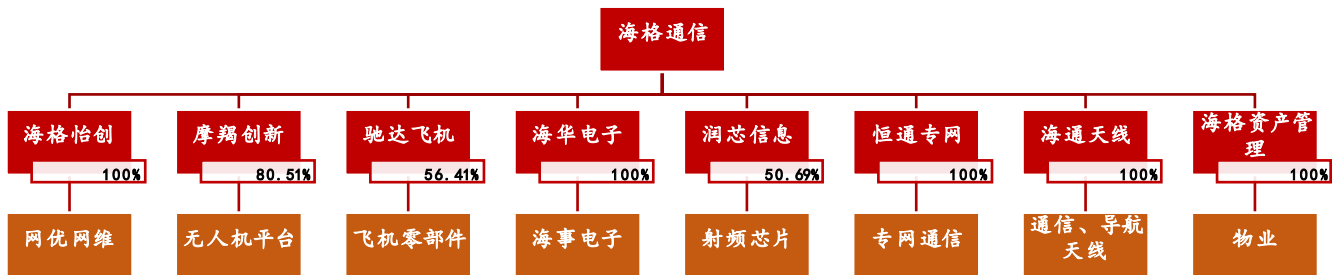 海格通信
海格怡创
摩羯创新
驰达飞机
海华电子
润芯信息
恒通专网
海通天线
海格资产管
理
100%
80.51%
56.41%
100%
50.69%
100%
100%
100%
网优网维
无人机平台
飞机零部件
海事电子
射频芯片
专网通信
通信、导航
天线
物业